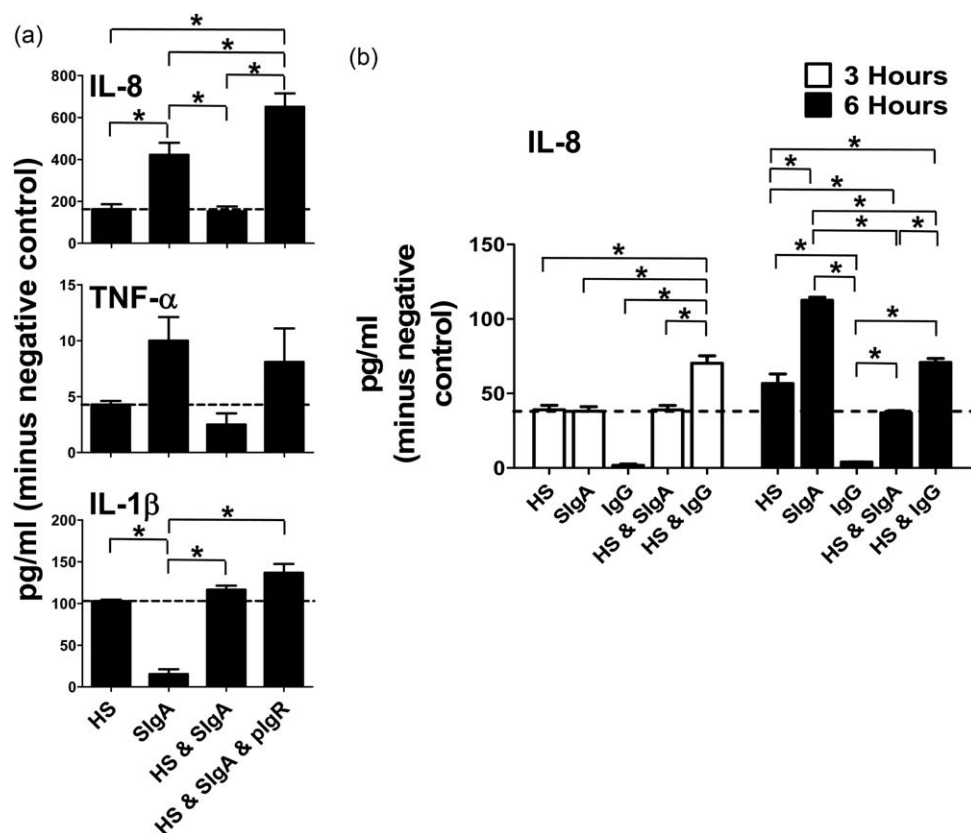 (a)
pg/ml (minus negative control)
IL-8
800
600
400
200
0
*
*
*
*
*
TNF-α
15
10
5
0
IL-1β
200
150
100
50
0
*
*
*
HS
SIgA
HS & SIgA
HS & SIgA & pIgR
(b)
3 Hours
6 Hours
IL-8
pg/ml
(minus negative
control)
150
100
50
0
*
*
*
*
*
*
*
*
*
*
*
*
*
*
HS
SIgA
IgG
HS & SIgA
HS & IgG
HS
SIgA
IgG
HS & SIgA
HS & IgG